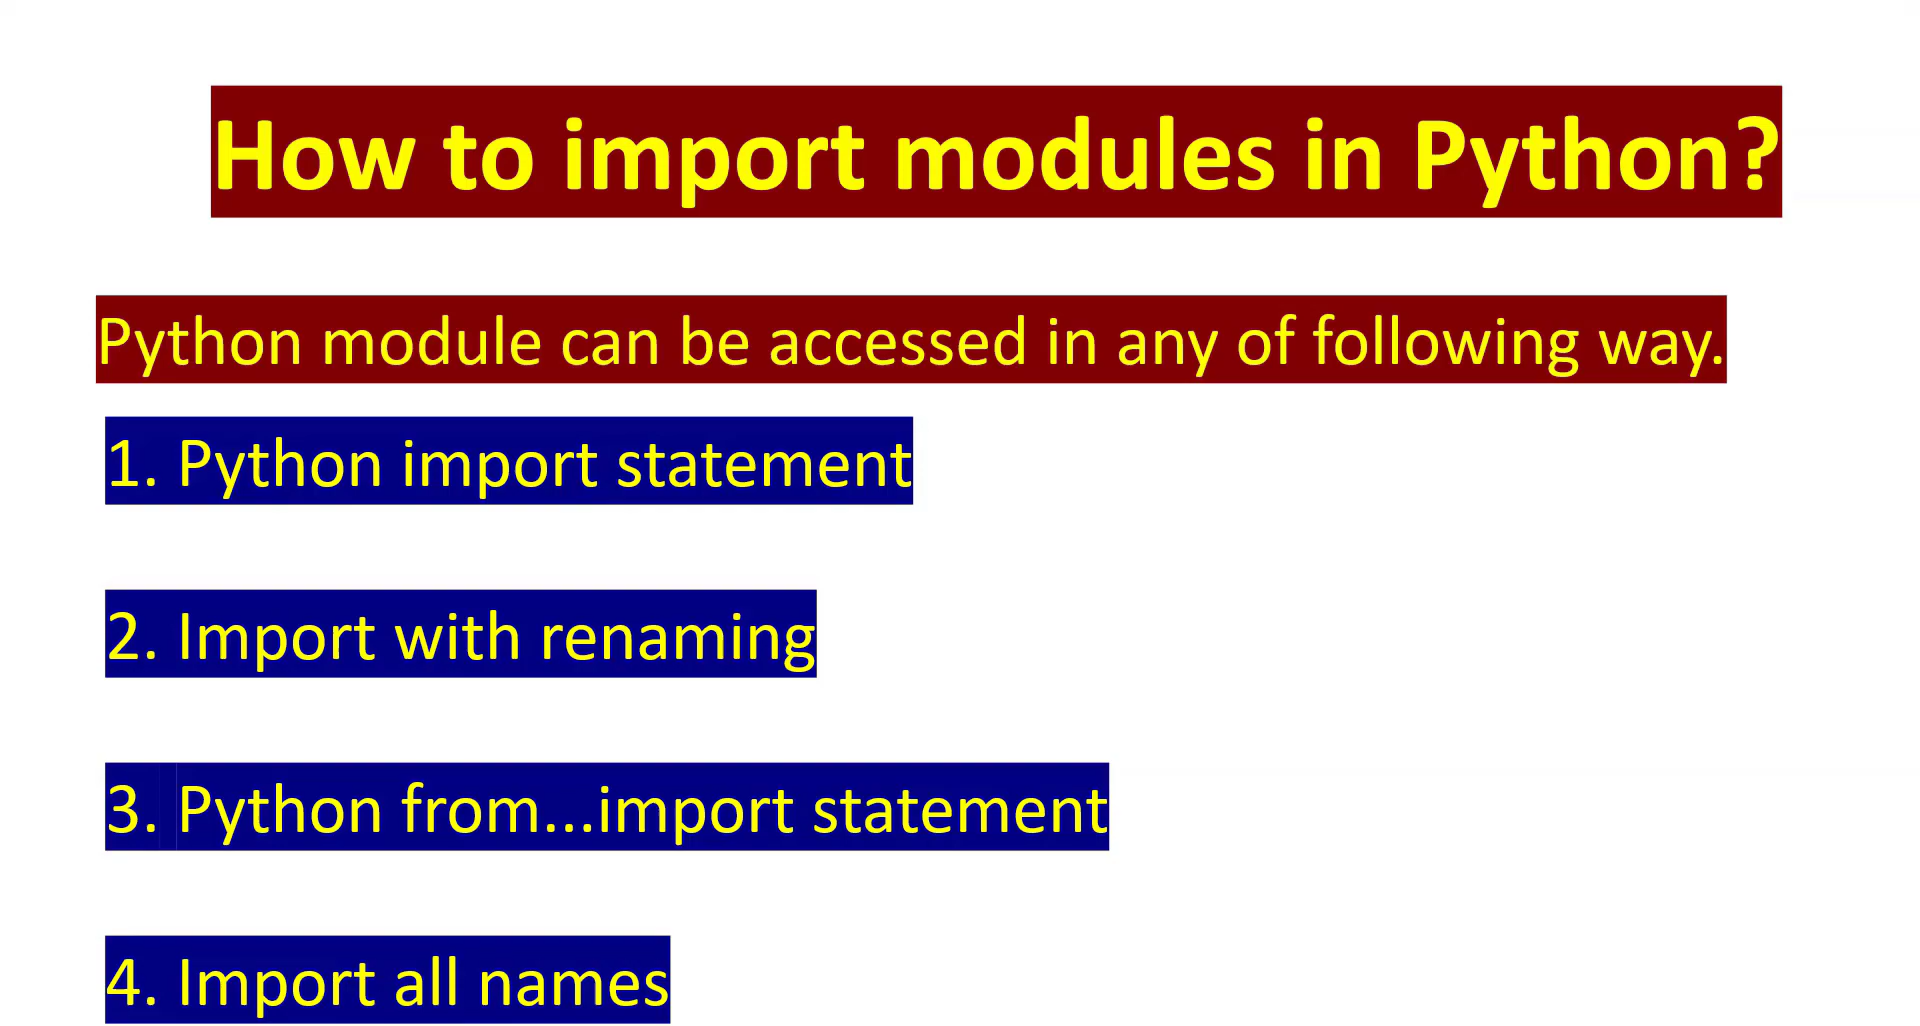 How to import modules in Python?
Python module can be accessed in any of following way.
1. Python import statement
2. Import with renaming
3. Python from...import statement
4. Import all names